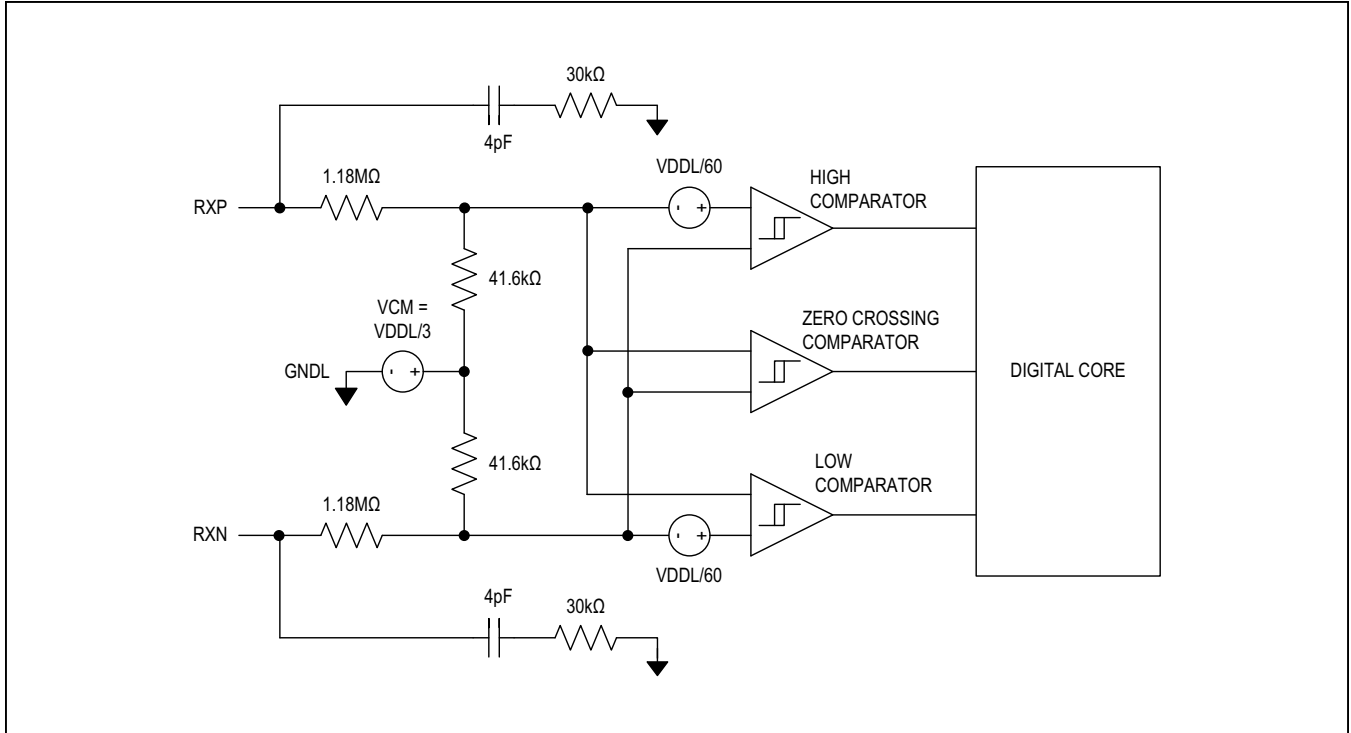 30kΩ
4pF
VDDL/60
1.18MΩ
HIGH
COMPARATOR
RXP
41.6kΩ
VCM =
VDDL/3
ZERO CROSSING
COMPARATOR
GNDL
- +
DIGITAL CORE
41.6kΩ
LOW
COMPARATOR
1.18MΩ
RXN
- +
VDDL/60
4pF
30kΩ
- +